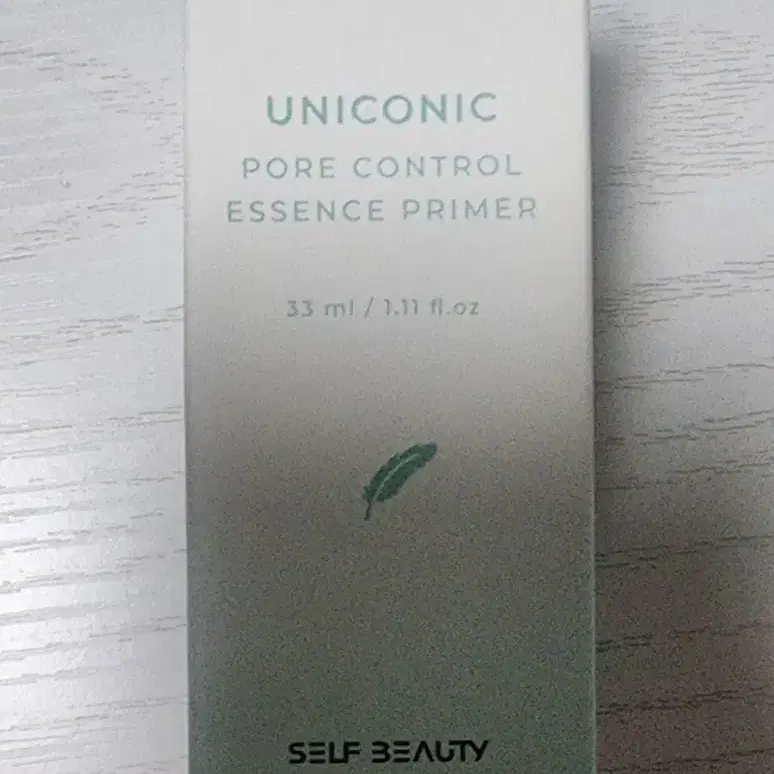 UNICONIC
PORE CONTROL
ESSENCE PRIMER
33 ml / 1.11 fl.oz
SELF BEAUTY